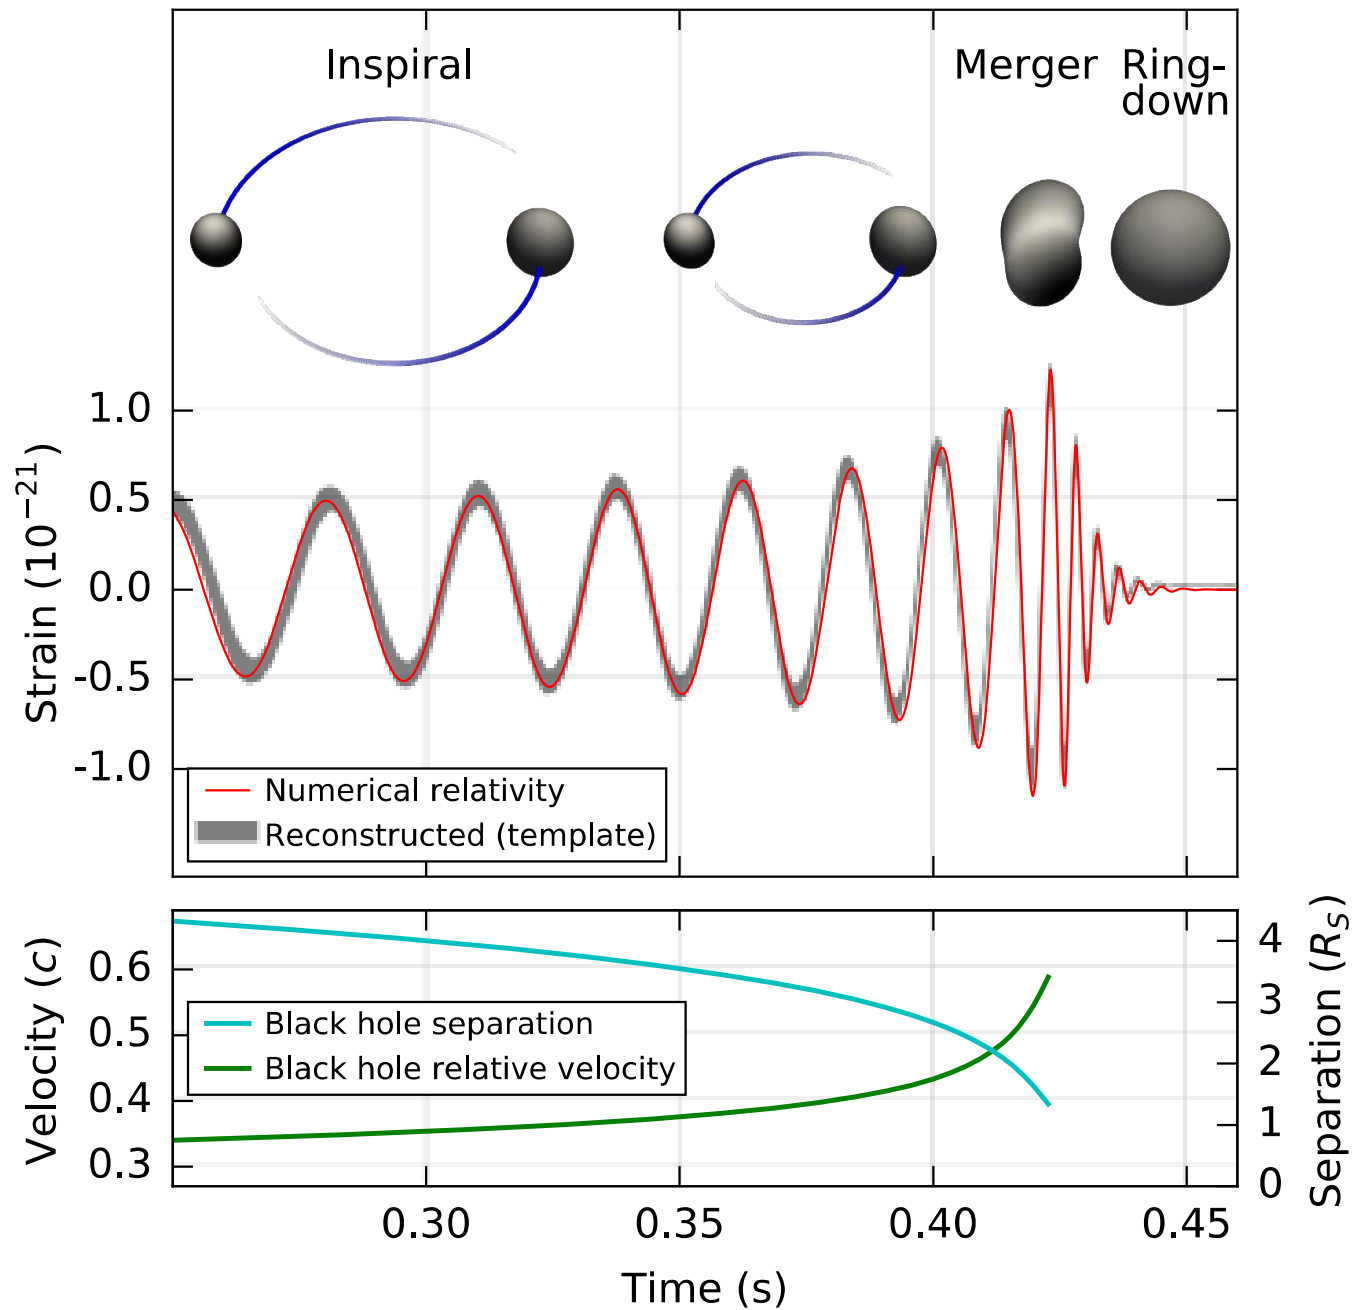 Inspiral
Merger
Ring-
down
Strain (10⁻²¹)
1.0
0.5
0.0
-0.5
-1.0
Numerical relativity
Reconstructed (template)
Velocity (c)
0.6
0.5
0.4
0.3
Black hole separation
Black hole relative velocity
Separation (R_S)
4
3
2
1
0
0.30 0.35 0.40 0.45
Time (s)